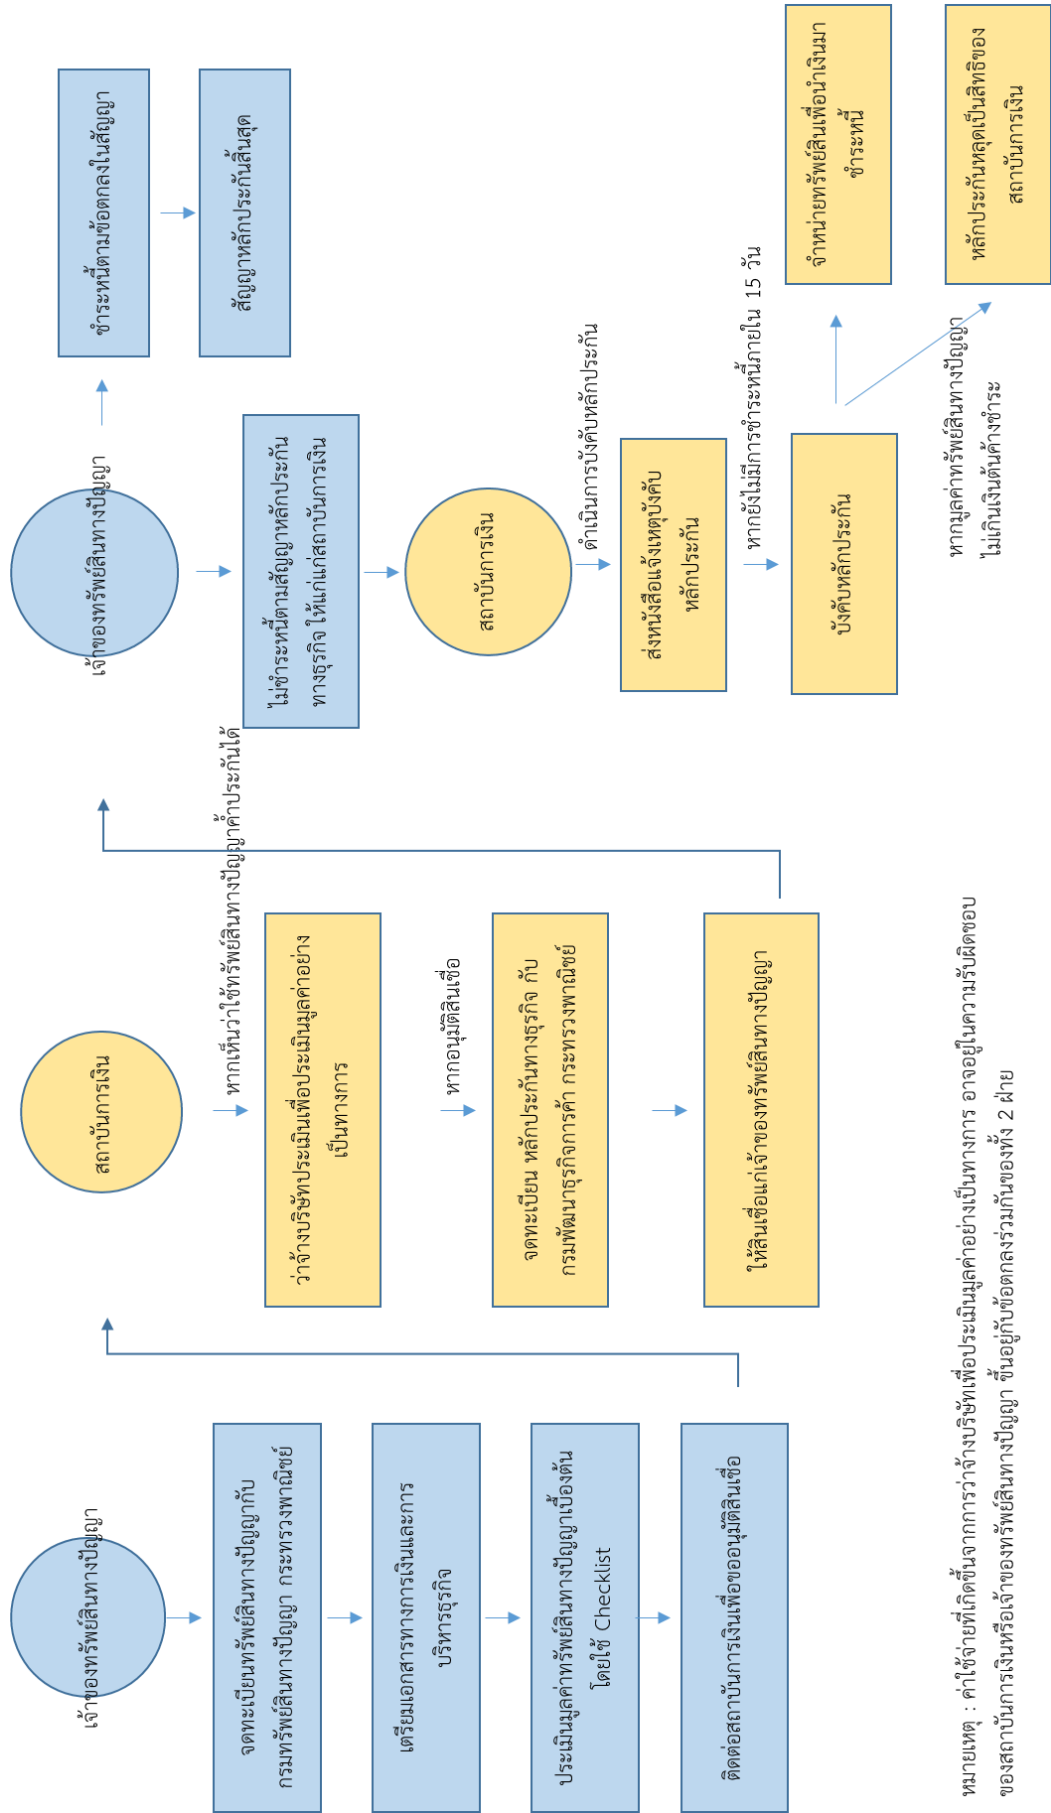 เจ้าของทรัพย์สินทางปัญญา
จดทะเบียนทรัพย์สินทางปัญญากับ
กรมทรัพย์สินทางปัญญา กระทรวงพาณิชย์
เตรียมเอกสารทางการเงินและการ
บริหารธุรกิจ
ประเมินมูลค่าทรัพย์สินทางปัญญาเบื้องต้น
โดยใช้ Checklist
ติดต่อสถาบันการเงินเพื่อขออนุมัติสินเชื่อ
สถาบันการเงิน
หากเห็นว่าใช้ทรัพย์สินทางปัญญาค้ำประกันได้
ว่าจ้างบริษัทประเมินเพื่อประเมินมูลค่าอย่าง
เป็นทางการ
หากอนุมัติสินเชื่อ
จดทะเบียน หลักประกันทางธุรกิจ กับ
กรมพัฒนาธุรกิจการค้า กระทรวงพาณิชย์
ให้สินเชื่อแก่เจ้าของทรัพย์สินทางปัญญา
เจ้าของทรัพย์สินทางปัญญา
ชำระหนี้ตามข้อตกลงในสัญญา
สัญญาหลักประกันสิ้นสุด
ไม่ชำระหนี้ตามสัญญาหลักประกัน
ทางธุรกิจ ให้แก่แก่สถาบันการเงิน
สถาบันการเงิน
ดำเนินการบังคับหลักประกัน
ส่งหนังสือแจ้งเหตุบังคับ
หลักประกัน
หากยังไม่มีการชำระหนี้ภายใน 15 วัน
บังคับหลักประกัน
จำหน่ายทรัพย์สินเพื่อนำเงินมา
ชำระหนี้
หากมูลค่าทรัพย์สินทางปัญญา
ไม่เกินเงินต้นค้างชำระ
หลักประกันหลุดเป็นสิทธิของ
สถาบันการเงิน
หมายเหตุ : ค่าใช้จ่ายที่เกิดขึ้นจากการว่าจ้างบริษัทเพื่อประเมินมูลค่าอย่างเป็นทางการ อาจอยู่ในความรับผิดชอบ
ของสถาบันการเงินหรือเจ้าของทรัพย์สินทางปัญญา ขึ้นอยู่กับข้อตกลงร่วมกันของทั้ง 2 ฝ่าย